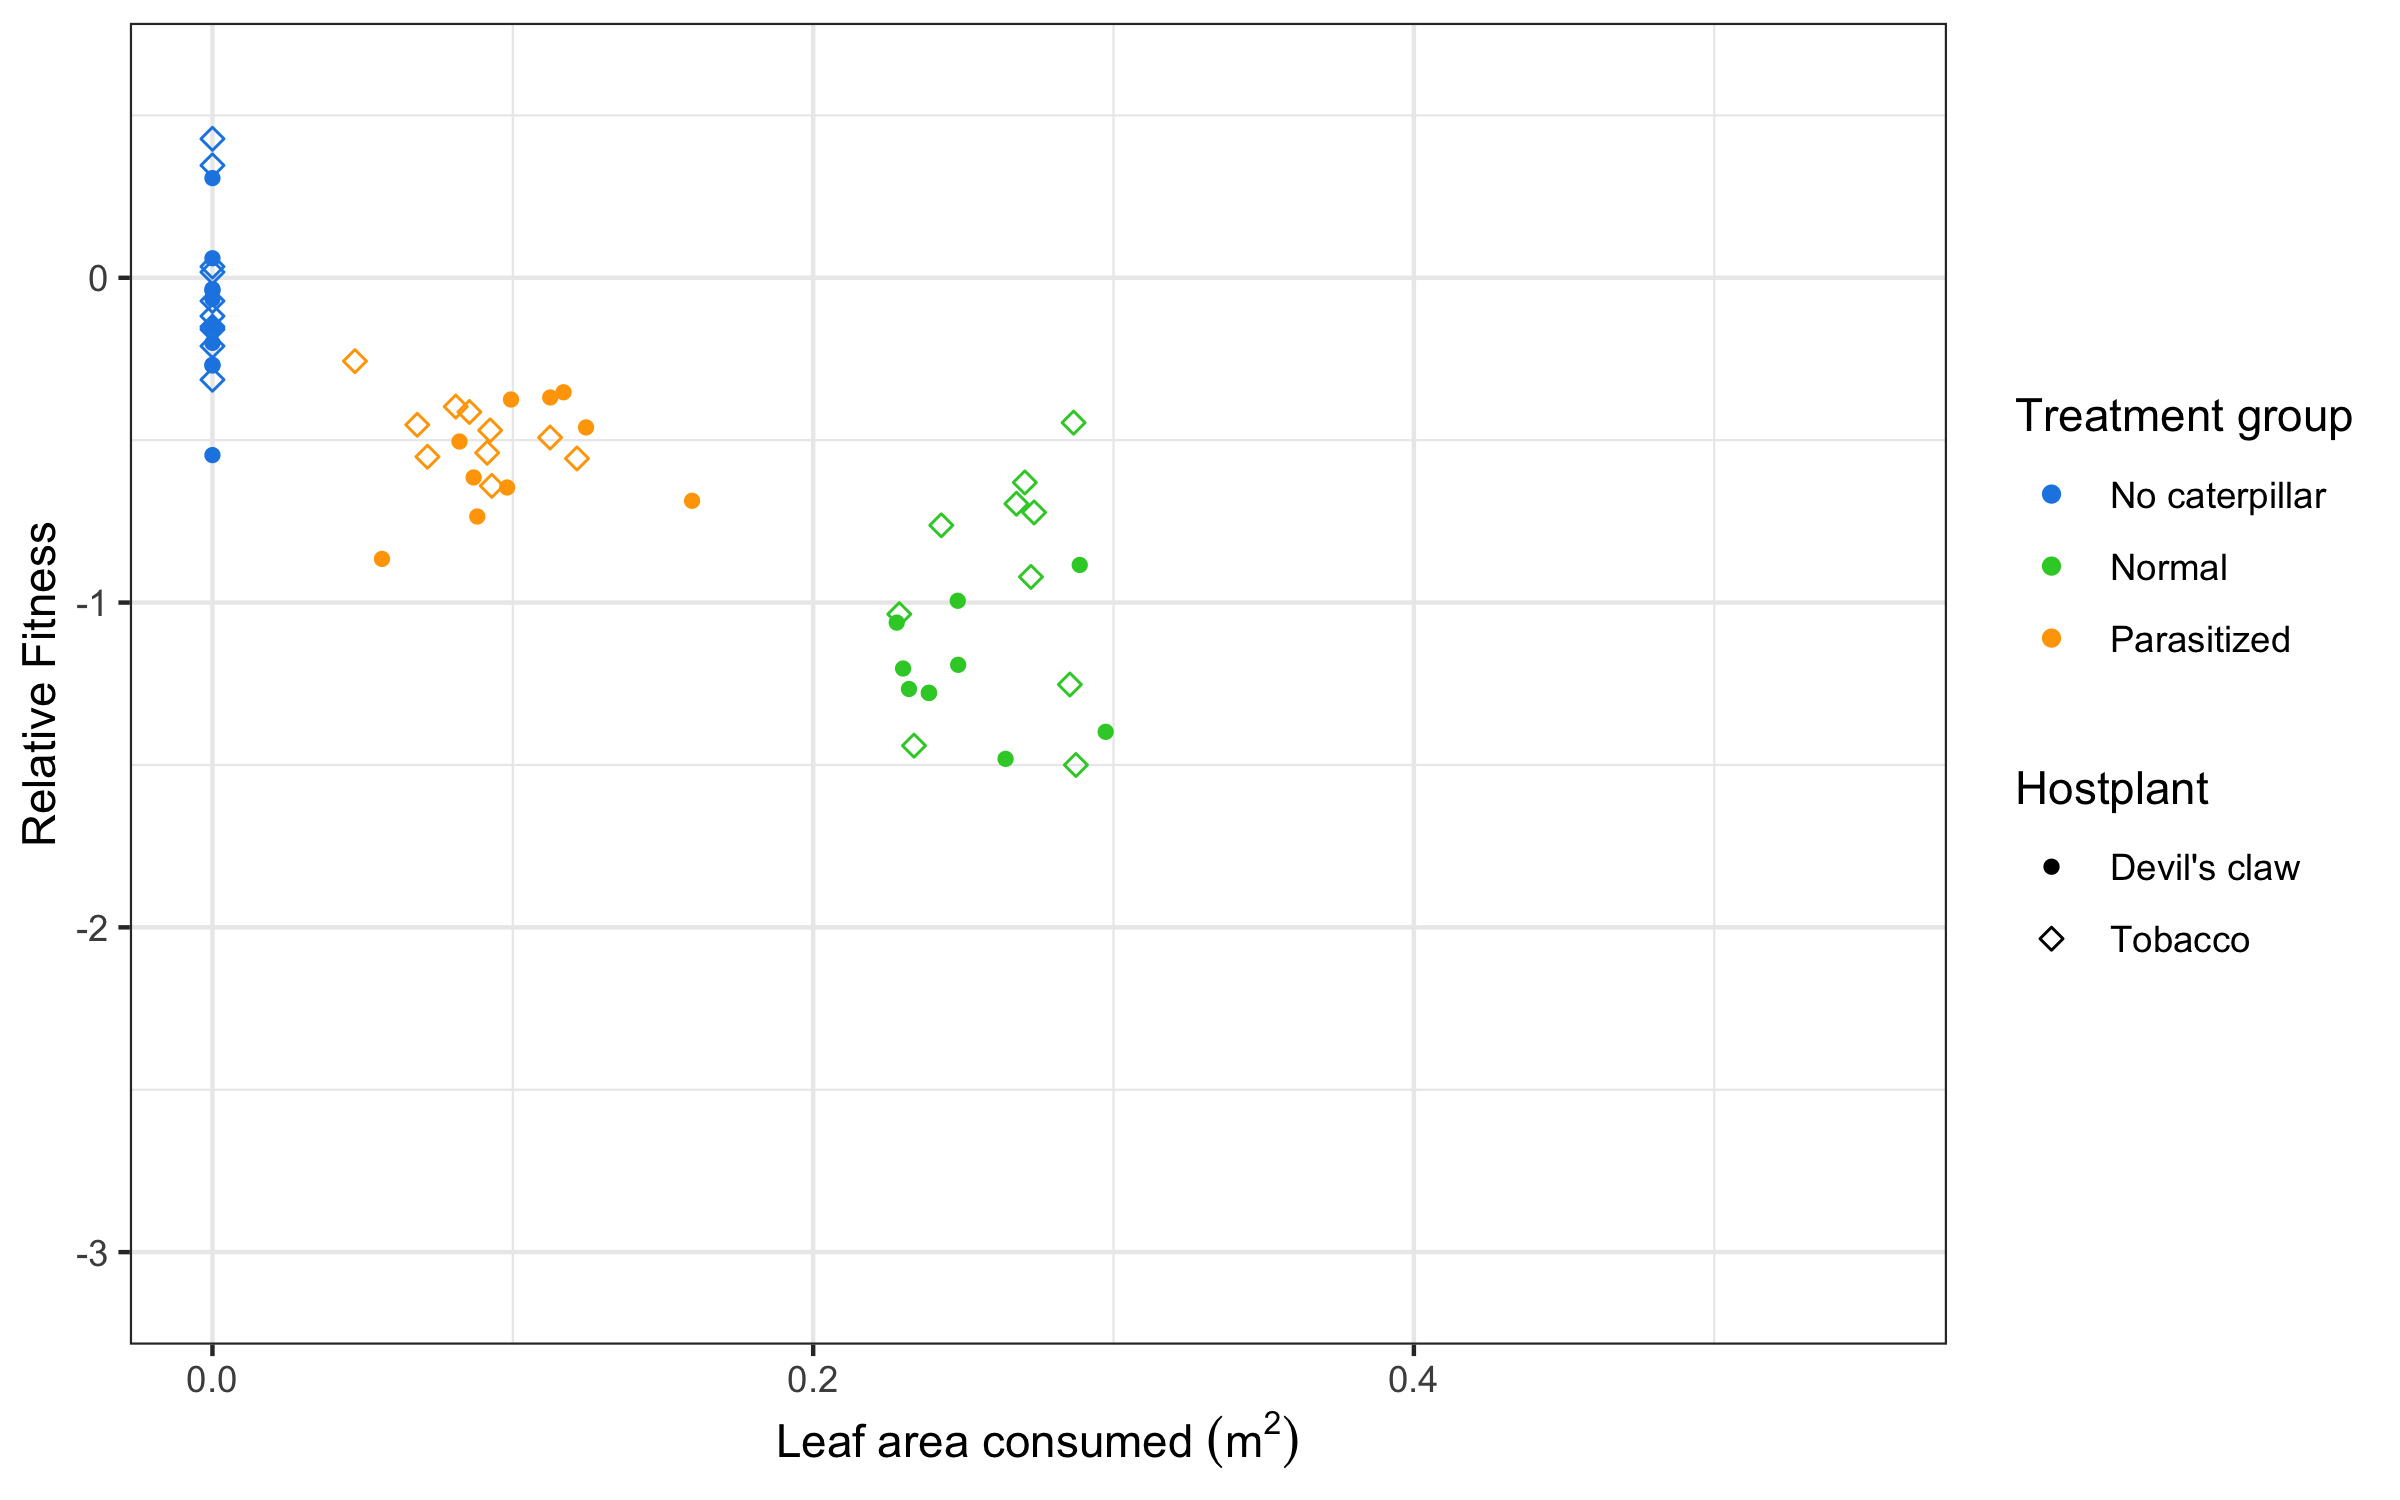 0
-1
-2
-3
Relative Fitness
0.0
0.2
0.4
Leaf area consumed (m²)
Treatment group
No caterpillar
Normal
Parasitized
Hostplant
Devil's claw
Tobacco